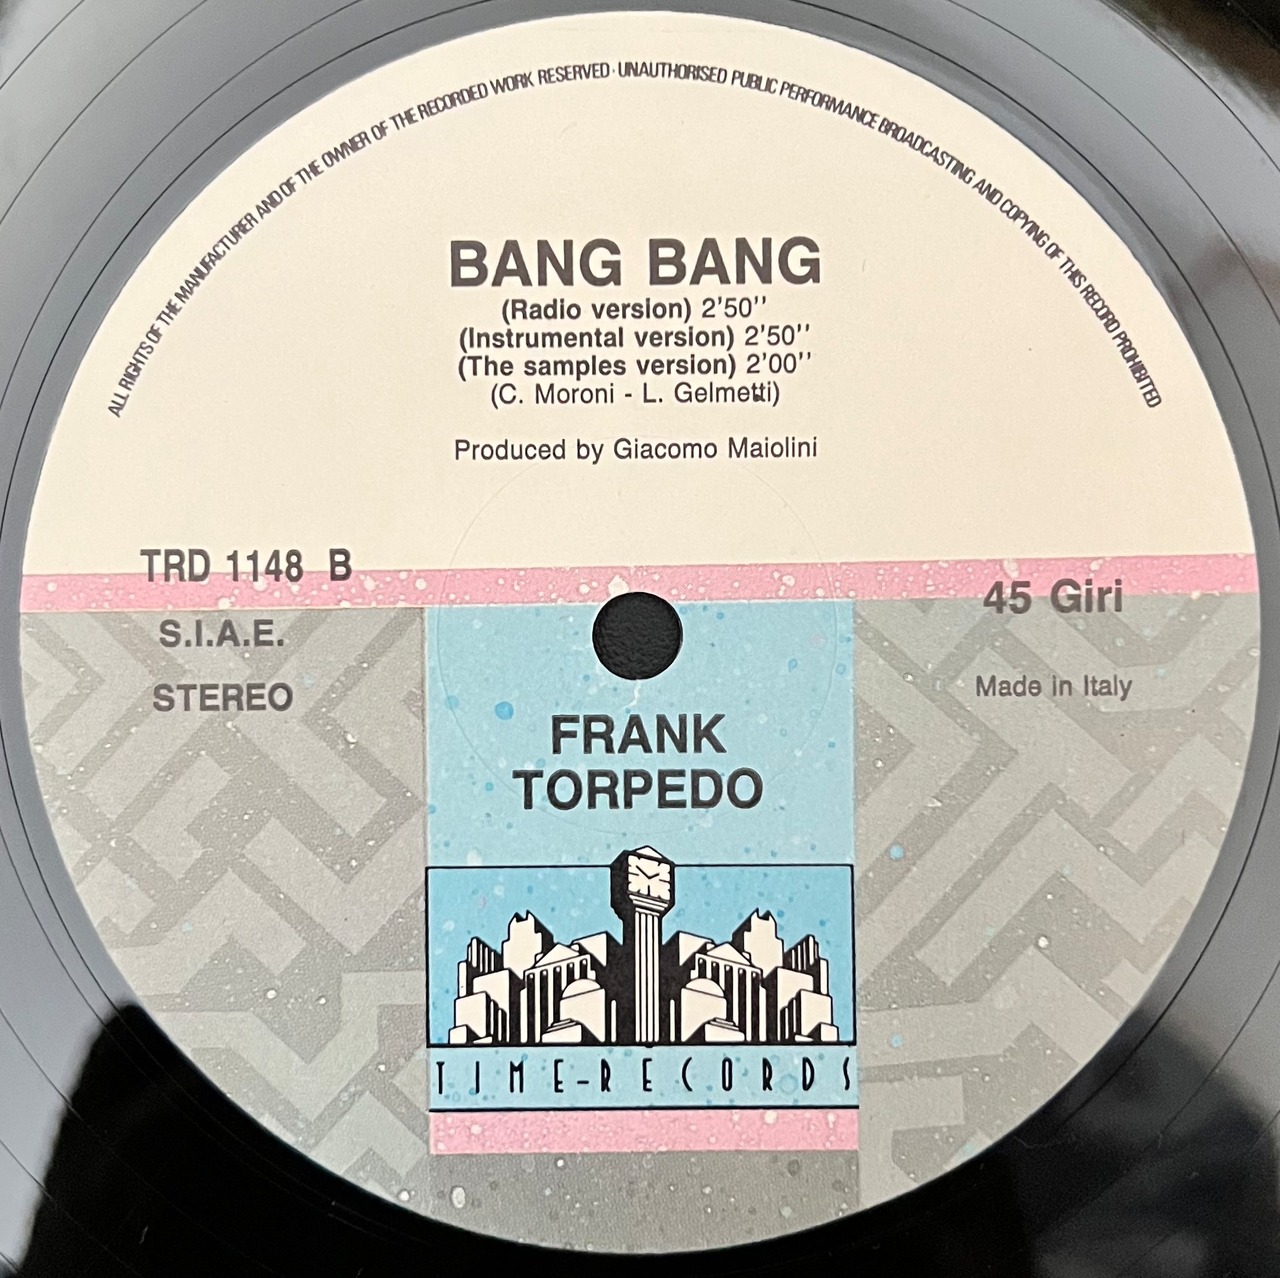 ALL RIGHTS OF THE MANUFACTURER AND OF THE OWNER OF THE RECORDED WORK RESERVED · UNAUTHORISED PUBLIC PERFORMANCE BROADCASTING AND COPYING OF THIS RECORD PROHIBITED
BANG BANG
(Radio version) 2'50''
(Instrumental version) 2'50''
(The samples version) 2'00''
(C. Moroni - L. Gelmetti)
Produced by Giacomo Maiolini
TRD 1148 B
S.I.A.E.
STEREO
45 Giri
Made in Italy
FRANK
TORPEDO
TIME-RECORDS